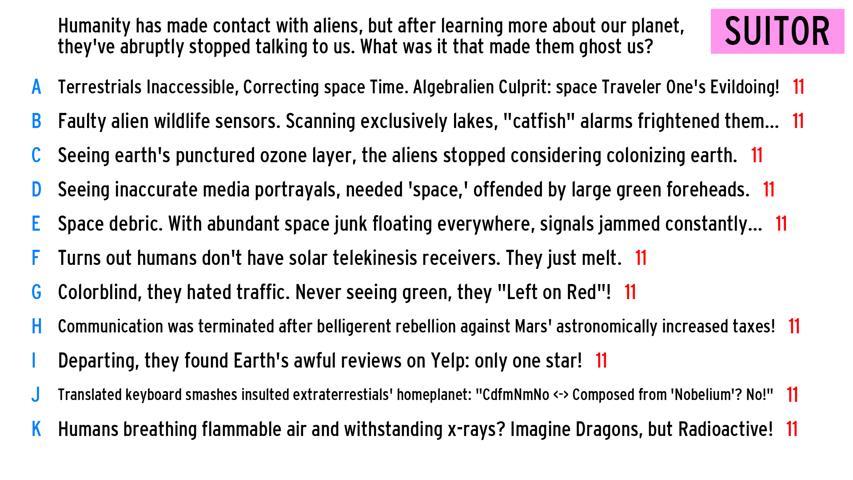 Humanity has made contact with aliens, but after learning more about our planet,
they've abruptly stopped talking to us. What was it that made them ghost us?
SUITOR
A Terrestrials Inaccessible, Correcting space Time. Algebralien Culprit: space Traveler One's Evildoing! 11
B Faulty alien wildlife sensors. Scanning exclusively lakes, "catfish" alarms frightened them... 11
C Seeing earth's punctured ozone layer, the aliens stopped considering colonizing earth. 11
D Seeing inaccurate media portrayals, needed 'space,' offended by large green foreheads. 11
E Space debric. With abundant space junk floating everywhere, signals jammed constantly... 11
F Turns out humans don't have solar telekinesis receivers. They just melt. 11
G Colorblind, they hated traffic. Never seeing green, they "Left on Red"! 11
H Communication was terminated after belligerent rebellion against Mars' astronomically increased taxes! 11
I Departing, they found Earth's awful reviews on Yelp: only one star! 11
J Translated keyboard smashes insulted extraterrestials' homeplanet: "CdfmNmNo <-> Composed from 'Nobelium'? No!" 11
K Humans breathing flammable air and withstanding x-rays? Imagine Dragons, but Radioactive! 11